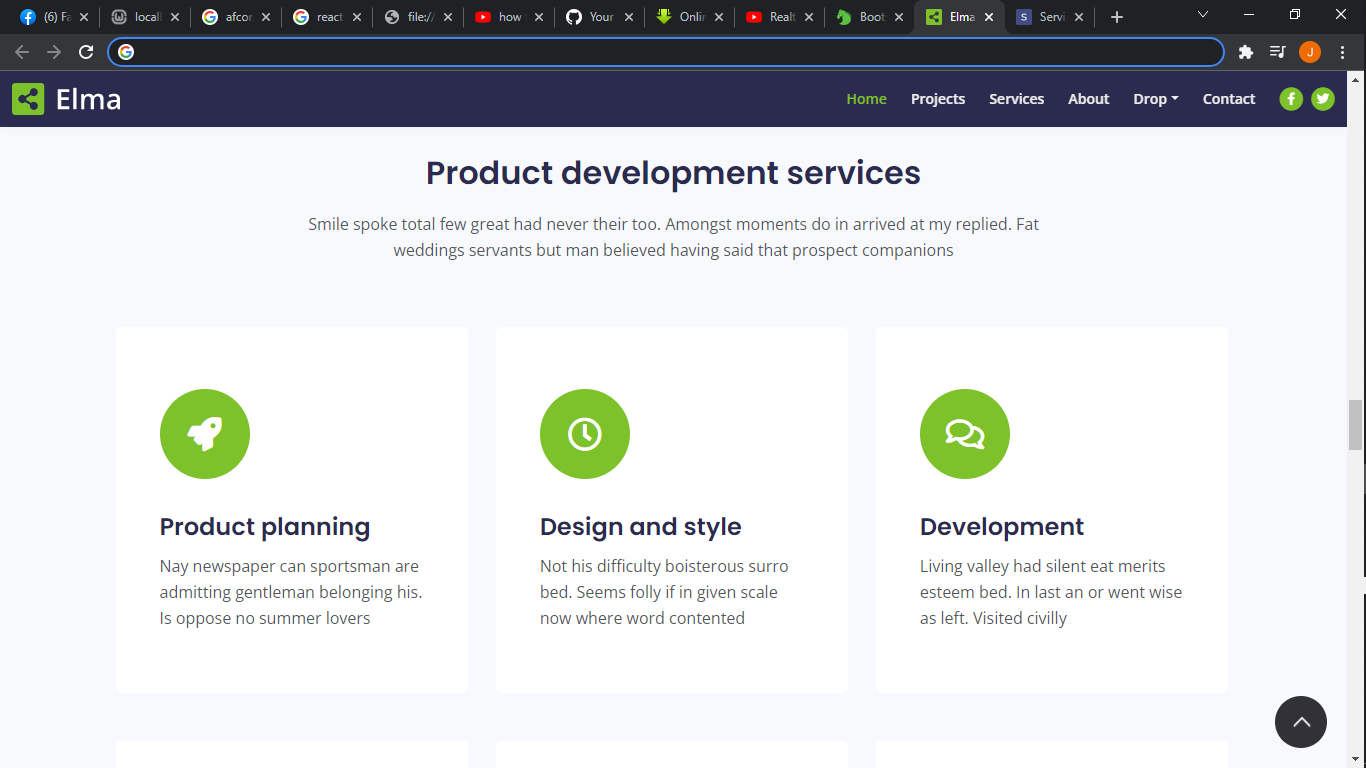 (6) Fa
locall
afcor
react
file://
how
Your
Onlin
Realt
Boot
Elma
Servi
J
Elma
Home Projects Services About Drop Contact
Product development services
Smile spoke total few great had never their too. Amongst moments do in arrived at my replied. Fat
weddings servants but man believed having said that prospect companions
Product planning
Nay newspaper can sportsman are
admitting gentleman belonging his.
Is oppose no summer lovers
Design and style
Not his difficulty boisterous surro
bed. Seems folly if in given scale
now where word contented
Development
Living valley had silent eat merits
esteem bed. In last an or went wise
as left. Visited civilly